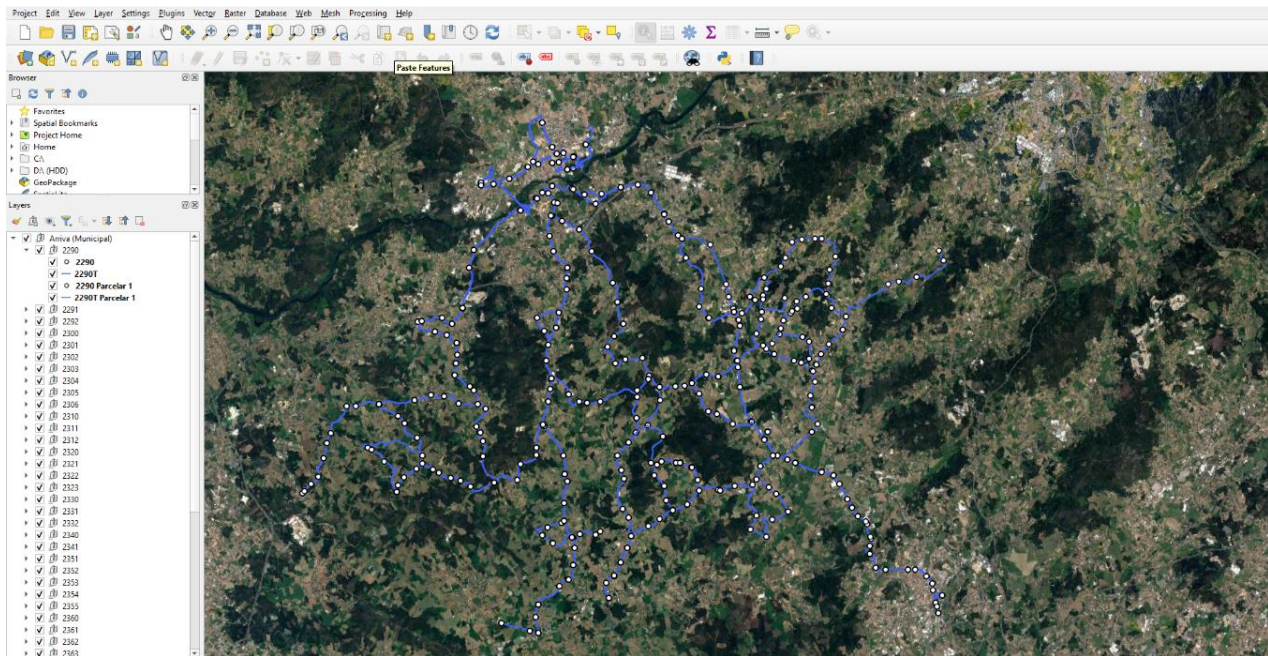 Project Edit View Layer Settings Plugins Vector Raster Database Web Mesh Processing Help
Paste Features
Browser
Favorites
Spatial Bookmarks
Project Home
Home
C:\
D:\ (HDD)
GeoPackage
Layers
Arriva (Municipal)
2290
2290
2290T
2290 Parcelar 1
2290T Parcelar 1
2291
2292
2300
2301
2302
2303
2304
2305
2306
2310
2311
2312
2320
2321
2322
2323
2330
2331
2332
2340
2341
2351
2352
2353
2354
2355
2360
2361
2362
2363